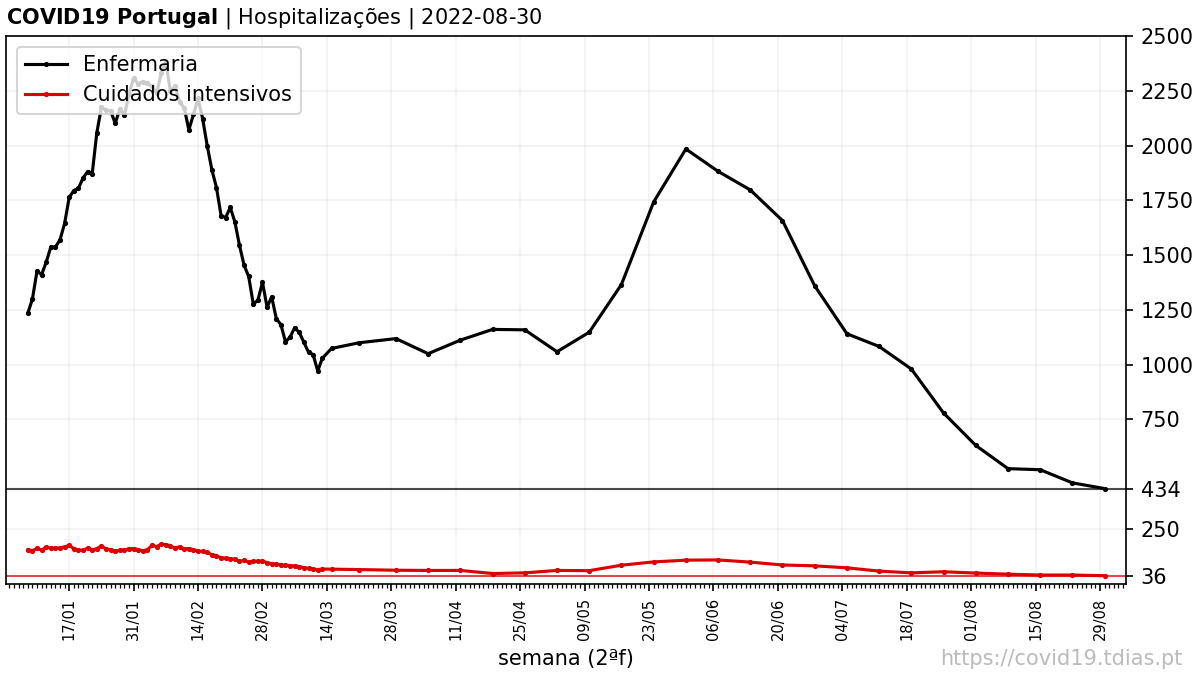 COVID19 Portugal | Hospitalizações | 2022-08-30
Enfermaria
Cuidados intensivos
2500
2250
2000
1750
1500
1250
1000
750
434
250
36
17/01 31/01 14/02 28/02 14/03 28/03 11/04 25/04 09/05 23/05 06/06 20/06 04/07 18/07 01/08 15/08 29/08
semana (2ªf)
https://covid19.tdias.pt